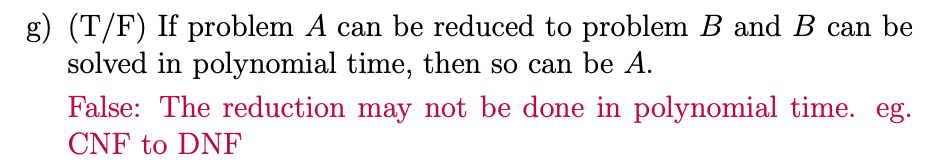 g) (T/F) If problem A can be reduced to problem B and B can be
solved in polynomial time, then so can be A.
False: The reduction may not be done in polynomial time. eg.
CNF to DNF